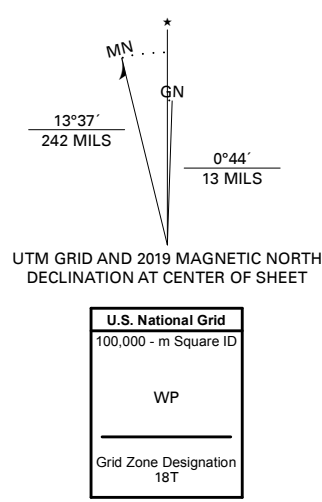 ★
MN
GN
13°37´
242 MILS
0°44´
13 MILS
UTM GRID AND 2019 MAGNETIC NORTH
DECLINATION AT CENTER OF SHEET
U.S. National Grid
100,000 - m Square ID
WP
Grid Zone Designation
18T